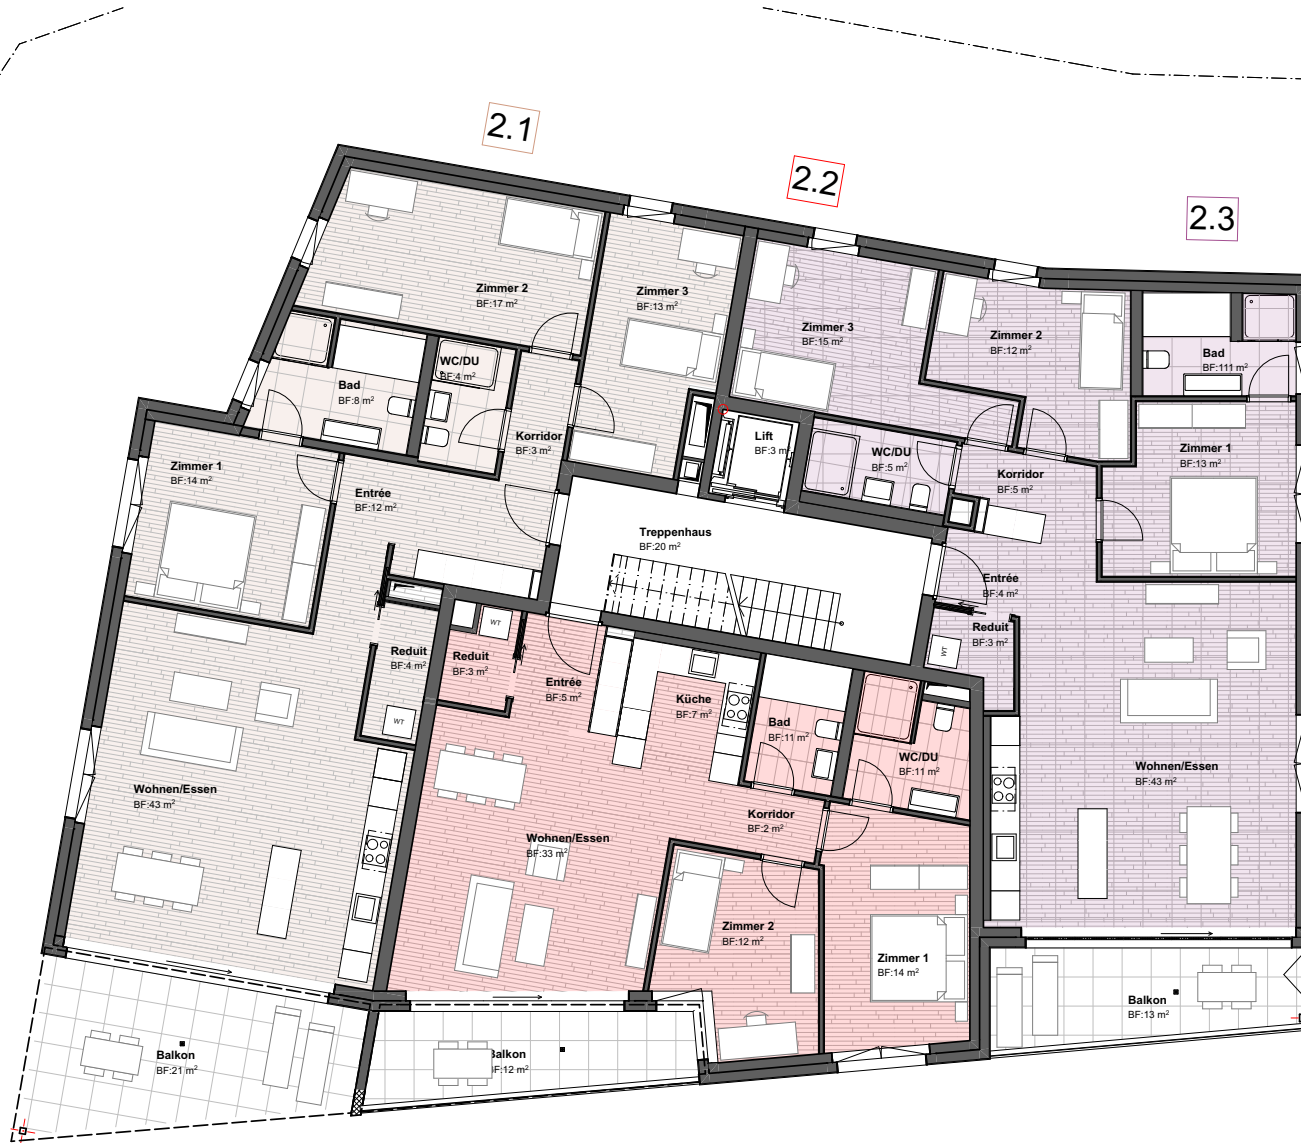 2.1
2.2
2.3
Zimmer 2
BF:17 m²
Zimmer 3
BF:13 m²
Zimmer 3
BF:15 m²
Zimmer 2
BF:12 m²
Bad
BF:111 m²
WC/DU
BF:4 m²
Bad
BF:8 m²
Korridor
BF:3 m²
Lift
BF:3 m²
WC/DU
BF:5 m²
Korridor
BF:5 m²
Zimmer 1
BF:13 m²
Zimmer 1
BF:14 m²
Entrée
BF:12 m²
Treppenhaus
BF:20 m²
Entrée
BF:4 m²
Reduit
BF:3 m²
WT
Reduit
BF:4 m²
WT
Reduit
BF:3 m²
WT
Entrée
BF:5 m²
Küche
BF:7 m²
Bad
BF:11 m²
WC/DU
BF:11 m²
Wohnen/Essen
BF:43 m²
Wohnen/Essen
BF:43 m²
Korridor
BF:2 m²
Wohnen/Essen
BF:33 m²
Zimmer 2
BF:12 m²
Zimmer 1
BF:14 m²
Balkon
BF:13 m²
Balkon
BF:21 m²
Balkon
BF:12 m²